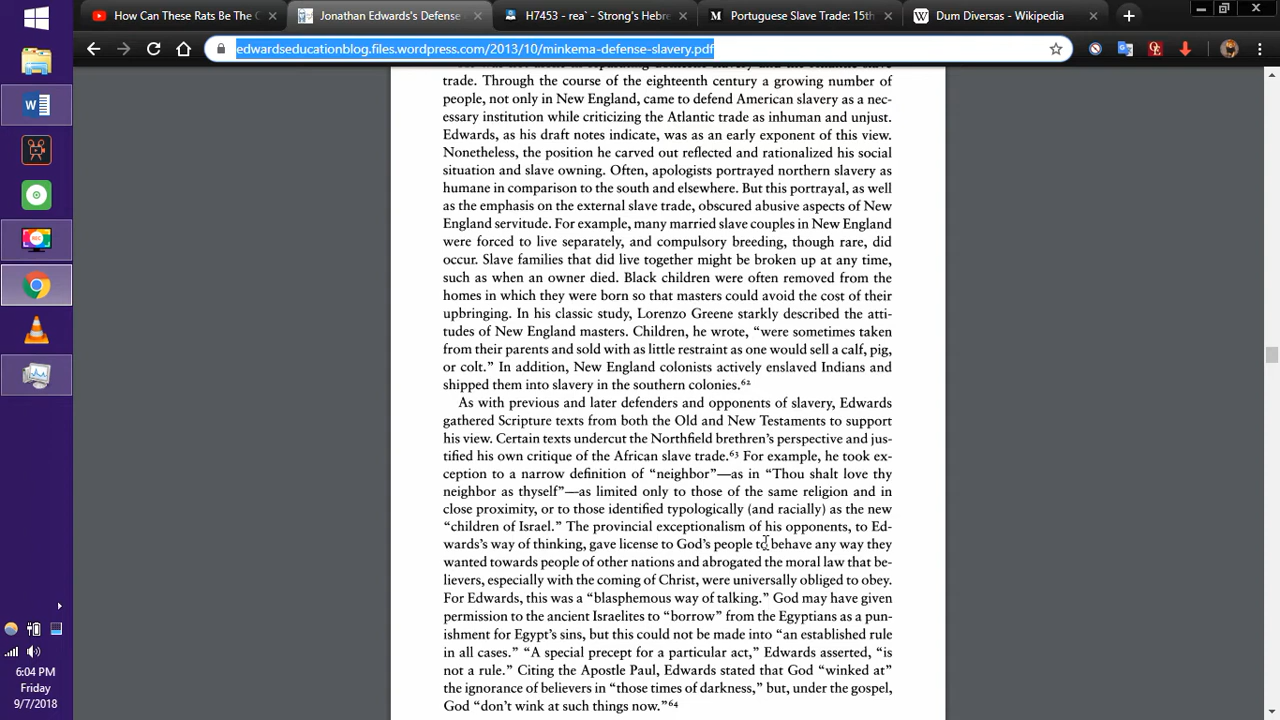 How Can These Rats Be The C
Jonathan Edwards's Defense
H7453 - rea` - Strong's Hebre
Portuguese Slave Trade: 15th
Dum Diversas - Wikipedia
edwardseducationblog.files.wordpress.com/2013/10/minkema-defense-slavery.pdf
trade. Through the course of the eighteenth century a growing number of
people, not only in New England, came to defend American slavery as a nec-
essary institution while criticizing the Atlantic trade as inhuman and unjust.
Edwards, as his draft notes indicate, was as an early exponent of this view.
Nonetheless, the position he carved out reflected and rationalized his social
situation and slave owning. Often, apologists portrayed northern slavery as
humane in comparison to the south and elsewhere. But this portrayal, as well
as the emphasis on the external slave trade, obscured abusive aspects of New
England servitude. For example, many married slave couples in New England
were forced to live separately, and compulsory breeding, though rare, did
occur. Slave families that did live together might be broken up at any time,
such as when an owner died. Black children were often removed from the
homes in which they were born so that masters could avoid the cost of their
upbringing. In his classic study, Lorenzo Greene starkly described the atti-
tudes of New England masters. Children, he wrote, “were sometimes taken
from their parents and sold with as little restraint as one would sell a calf, pig,
or colt.” In addition, New England colonists actively enslaved Indians and
shipped them into slavery in the southern colonies.62
As with previous and later defenders and opponents of slavery, Edwards
gathered Scripture texts from both the Old and New Testaments to support
his view. Certain texts undercut the Northfield brethren's perspective and jus-
tified his own critique of the African slave trade.63 For example, he took ex-
ception to a narrow definition of “neighbor”—as in “Thou shalt love thy
neighbor as thyself”—as limited only to those of the same religion and in
close proximity, or to those identified typologically (and racially) as the new
“children of Israel.” The provincial exceptionalism of his opponents, to Ed-
wards's way of thinking, gave license to God's people to behave any way they
wanted towards people of other nations and abrogated the moral law that be-
lievers, especially with the coming of Christ, were universally obliged to obey.
For Edwards, this was a “blasphemous way of talking.” God may have given
permission to the ancient Israelites to “borrow” from the Egyptians as a pun-
ishment for Egypt's sins, but this could not be made into “an established rule
in all cases.” “A special precept for a particular act,” Edwards asserted, “is
not a rule.” Citing the Apostle Paul, Edwards stated that God “winked at”
the ignorance of believers in “those times of darkness,” but, under the gospel,
God “don't wink at such things now.”64
6:04 PM
Friday
9/7/2018